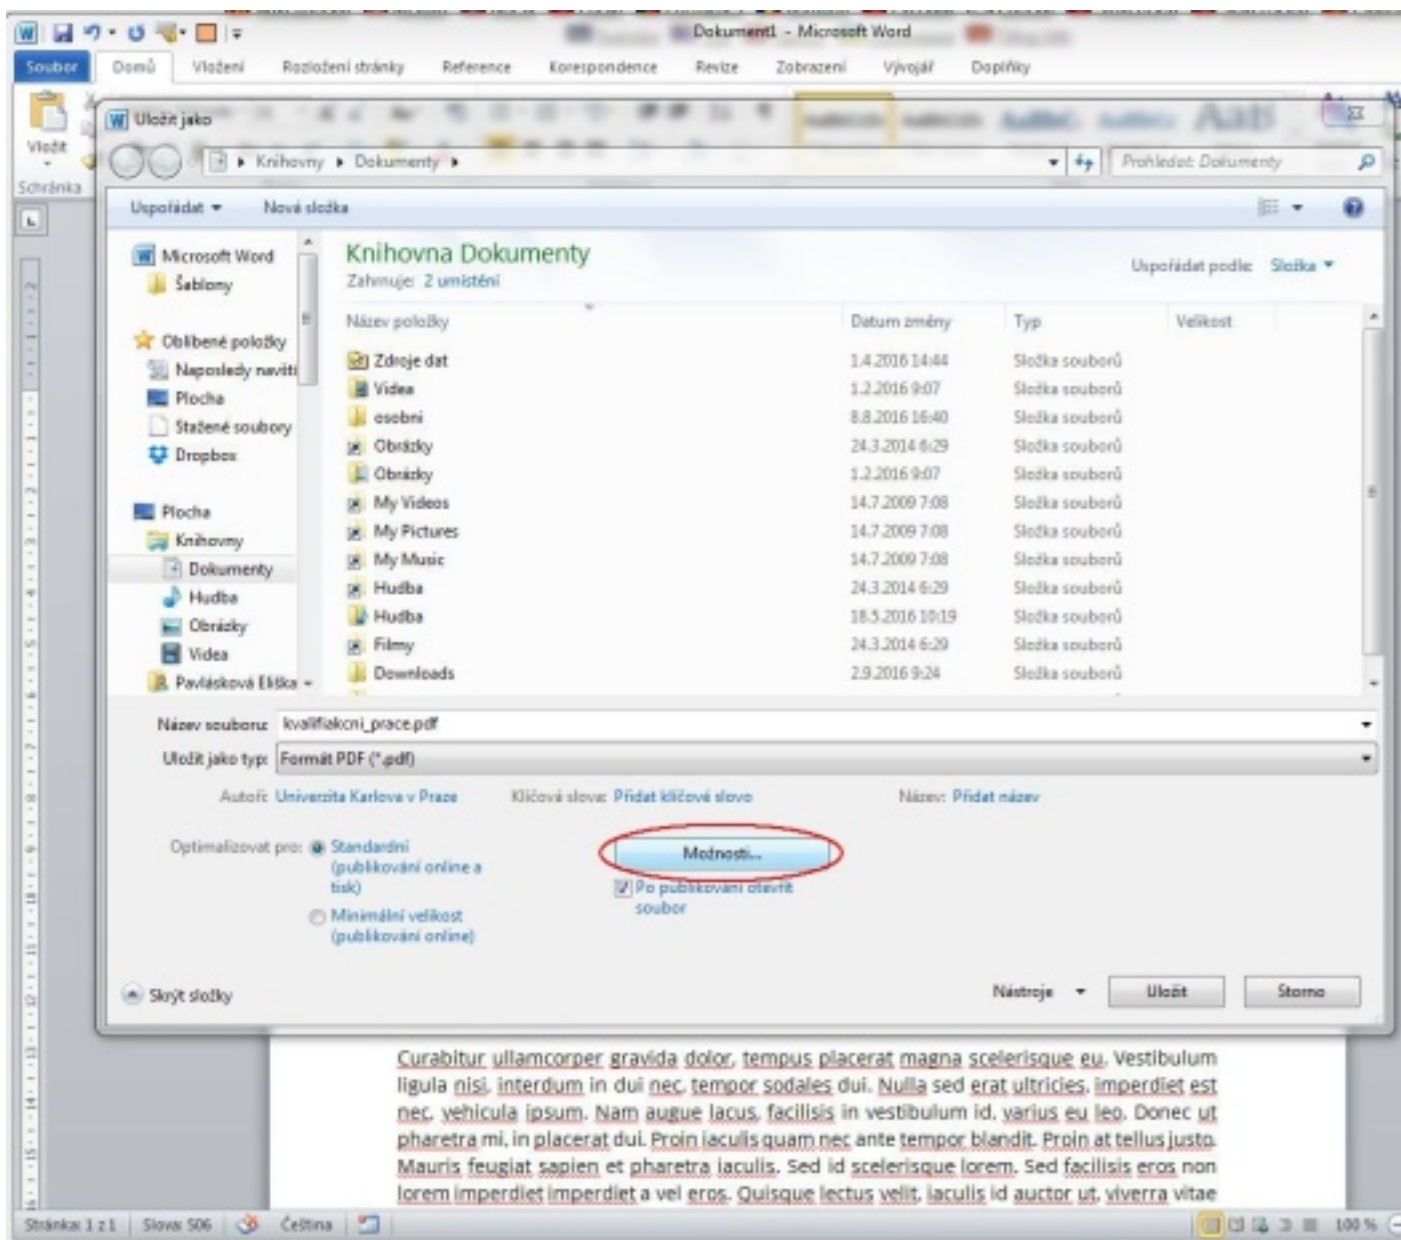 Dokument1 - Microsoft Word
Soubor Domů Vložení Rozložení stránky Reference Korespondence Revize Zobrazení Vývojář Doplňky
Uložit jako
Vložit
Knihovny Dokumenty Prohledat: Dokumenty
Schránka
Uspořádat Nová složka
Microsoft Word
Šablony
Oblíbené položky
Naposledy navští
Plocha
Stažené soubory
Dropbox
Plocha
Knihovny
Dokumenty
Hudba
Obrázky
Videa
Pavlásková Eliška
Knihovna Dokumenty
Zahrnuje: 2 umístění
Uspořádat podle: Složka
Název položky Datum změny Typ Velikost
Zdroje dat 1.4.2016 14:44 Složka souborů
Videa 1.2.2016 9:07 Složka souborů
osobni 8.8.2016 16:40 Složka souborů
Obrázky 24.3.2014 6:29 Složka souborů
Obrázky 1.2.2016 9:07 Složka souborů
My Videos 14.7.2009 7:08 Složka souborů
My Pictures 14.7.2009 7:08 Složka souborů
My Music 14.7.2009 7:08 Složka souborů
Hudba 24.3.2014 6:29 Složka souborů
Hudba 18.5.2016 10:19 Složka souborů
Filmy 24.3.2014 6:29 Složka souborů
Downloads 2.9.2016 9:24 Složka souborů
Název souboru: kvalifiakcni_prace.pdf
Uložit jako typ: Formát PDF (*.pdf)
Autoři: Univerzita Karlova v Praze Klíčová slova: Přidat klíčové slovo Název: Přidat název
Optimalizovat pro: Standardní
(publikování online a
tisk)
Minimální velikost
(publikování online)
Možnosti...
Po publikování otevřít
soubor
Skrýt složky Nástroje Uložit Storno
Curabitur ullamcorper gravida dolor, tempus placerat magna scelerisque eu. Vestibulum
ligula nisi, interdum in dui nec, tempor sodales dui. Nulla sed erat ultricies, imperdiet est
nec, vehicula ipsum. Nam augue lacus, facilisis in vestibulum id, varius eu leo. Donec ut
pharetra mi, in placerat dui. Proin iaculis quam nec ante tempor blandit. Proin at tellus justo.
Mauris feugiat sapien et pharetra iaculis. Sed id scelerisque lorem. Sed facilisis eros non
lorem imperdiet imperdiet a vel eros. Quisque lectus velit, iaculis id auctor ut, viverra vitae
Stránka: 1 z 1 Slova: 506 Čeština 100 %